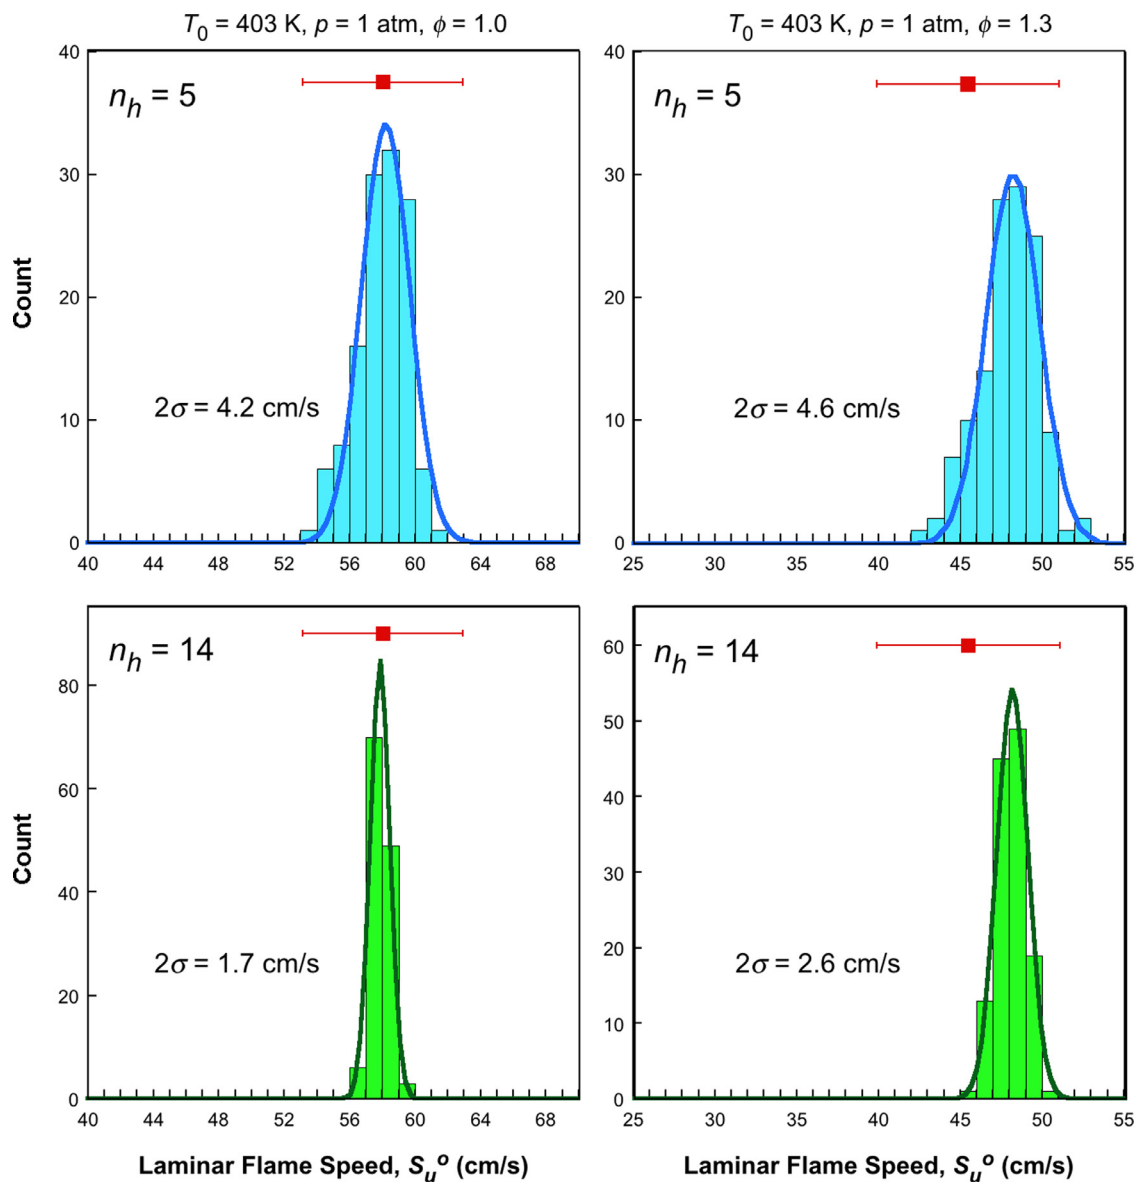 T₀ = 403 K, p = 1 atm, ϕ = 1.0
T₀ = 403 K, p = 1 atm, ϕ = 1.3
40
30
20
10
0
Count
nₕ = 5
2σ = 4.2 cm/s
40 44 48 52 56 60 64 68
40
30
20
10
0
nₕ = 5
2σ = 4.6 cm/s
25 30 35 40 45 50 55
80
60
40
20
0
Count
nₕ = 14
2σ = 1.7 cm/s
40 44 48 52 56 60 64 68
Laminar Flame Speed, Sᵤᵒ (cm/s)
60
50
40
30
20
10
0
nₕ = 14
2σ = 2.6 cm/s
25 30 35 40 45 50 55
Laminar Flame Speed, Sᵤᵒ (cm/s)